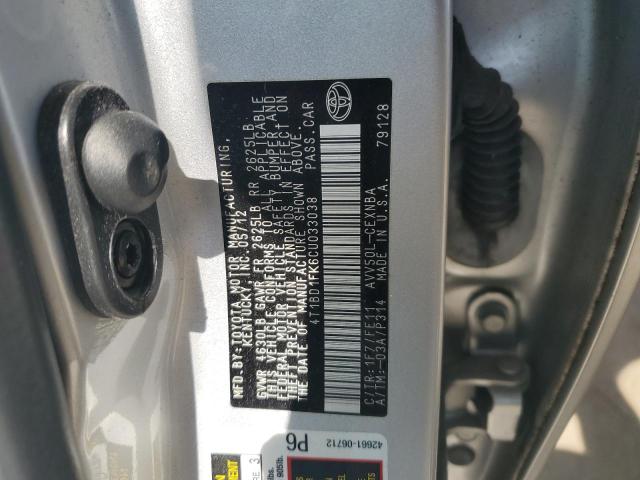 MFD. BY: TOYOTA MOTOR MANUFACTURING,
KENTUCKY, INC. 05/12
GVWR 4630LB GAWR FR 2625LB RR 2625LB
THIS VEHICLE CONFORMS TO ALL APPLICABLE
FEDERAL MOTOR VEHICLE SAFETY, BUMPER AND
THEFT PREVENTION STANDARDS IN EFFECT ON
THE DATE OF MANUFACTURE SHOWN ABOVE.
4T1BD1FK6CU033038 PASS.CAR
C/TR: 1F7/FE11 AVV50L-CEXNBA
A/TM: -03A/P314 MADE IN U.S.A.
79128
42661-06712
P6
3